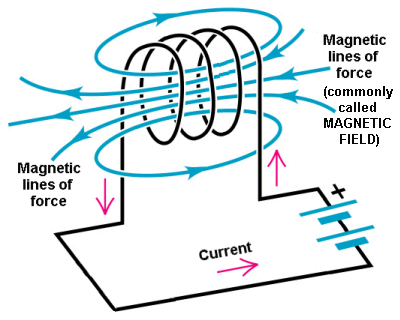 Magnetic
lines of
force
(commonly
called
MAGNETIC
FIELD)
Magnetic
lines of
force
+
Current